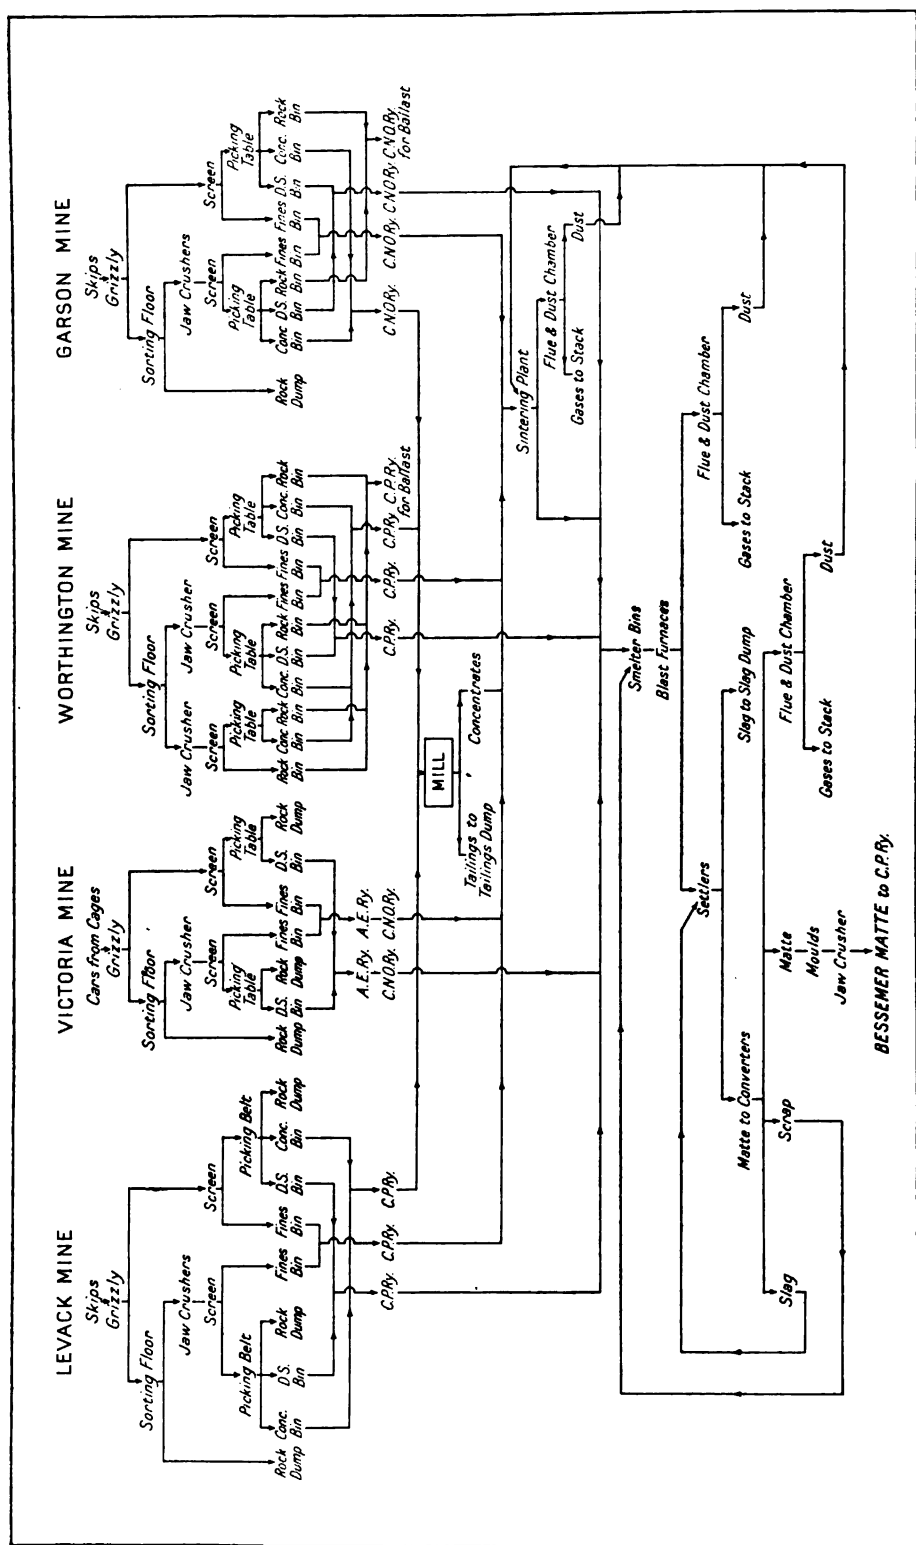 LEVACK MINE
Skips
Grizzly
Sorting Floor
Jaw Crushers
Screen
Screen
Picking Belt
Picking Belt
Rock Dump
Conc. Bin
D.S. Bin
Rock Dump
Fines Bin
Fines Bin
D.S. Bin
Conc. Bin
Rock Dump
C.P.Ry.
C.P.Ry.
C.P.Ry.
VICTORIA MINE
Cars from Cages
Grizzly
Sorting Floor
Jaw Crusher
Screen
Screen
Picking Table
Picking Table
Rock Dump
D.S. Bin
Rock Dump
Fines Bin
Fines Bin
D.S. Bin
Rock Dump
A.E.Ry.
A.E.Ry.
C.N.O.Ry.
C.N.O.Ry.
WORTHINGTON MINE
Skips
Grizzly
Sorting Floor
Jaw Crusher
Jaw Crusher
Screen
Screen
Screen
Picking Table
Picking Table
Picking Table
Rock Bin
Conc. Bin
Rock Bin
Conc. Bin
D.S. Bin
Rock Bin
Fines Bin
Fines Bin
D.S. Bin
Conc. Bin
Rock Bin
C.P.Ry.
C.P.Ry.
C.P.Ry.
C.P.Ry.
for Ballast
GARSON MINE
Skips
Grizzly
Sorting Floor
Jaw Crushers
Screen
Screen
Picking Table
Picking Table
Rock Dump
Conc. Bin
D.S. Bin
Rock Bin
Fines Bin
Fines Bin
D.S. Bin
Conc. Bin
Rock Bin
C.N.O.Ry.
C.N.O.Ry.
C.N.O.Ry.
C.N.O.Ry.
for Ballast
MILL
Tailings to
Tailings Dump
Concentrates
Sintering Plant
Flue & Dust Chamber
Gases to Stack
Dust
Smelter Bins
Blast Furnaces
Settlers
Flue & Dust Chamber
Gases to Stack
Dust
Matte to Converters
Slag to Slag Dump
Slag
Scrap
Matte
Moulds
Jaw Crusher
Flue & Dust Chamber
Gases to Stack
Dust
BESSEMER MATTE to C.P.Ry.